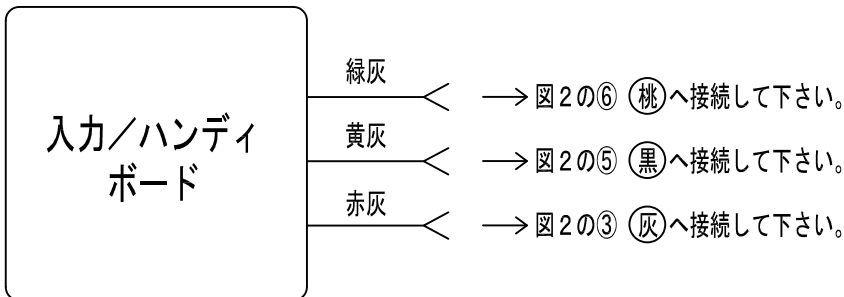 入力／ハンディ
ボード
緑灰
→図２の⑥ 桃へ接続して下さい。
黄灰
→図２の⑤ 黒へ接続して下さい。
赤灰
→図２の③ 灰へ接続して下さい。